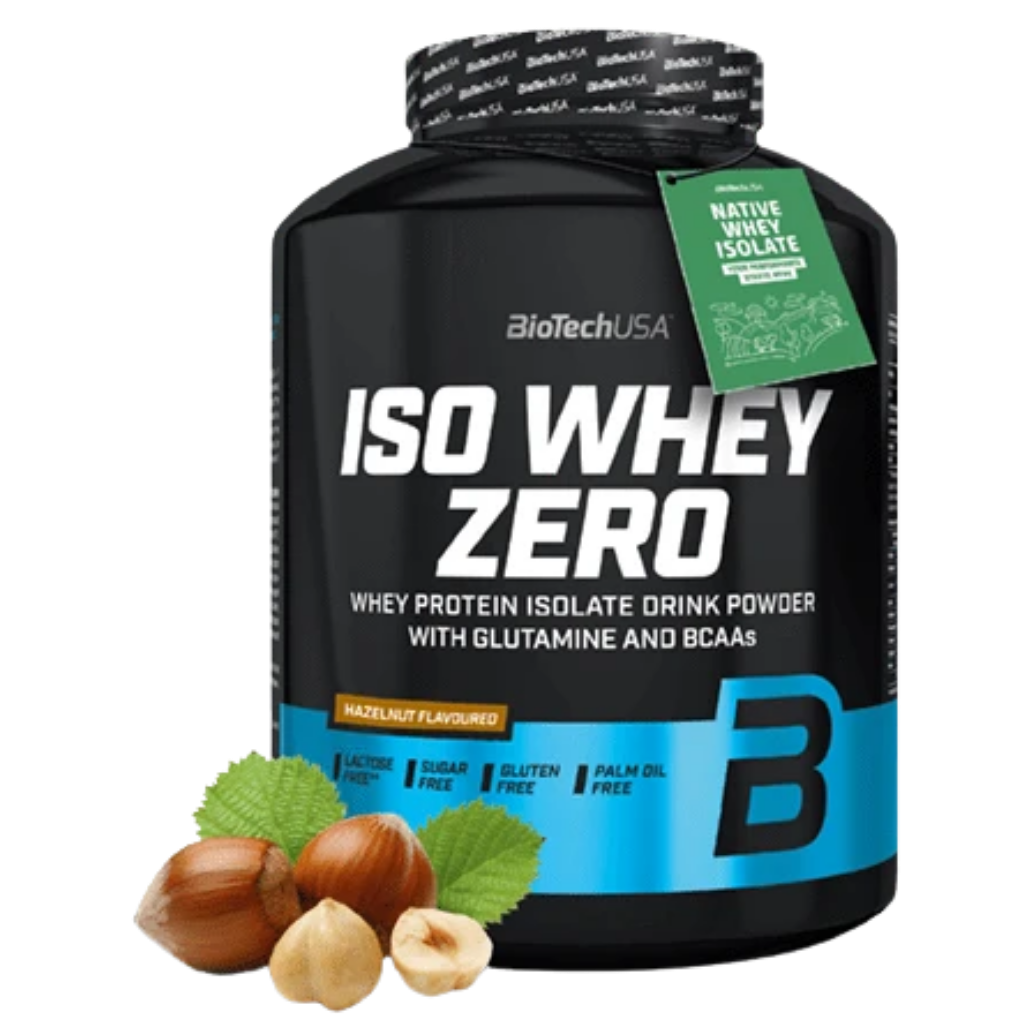 BioTechUSA
NATIVE
WHEY
ISOLATE
BioTechUSA
ISO WHEY
ZERO
WHEY PROTEIN ISOLATE DRINK POWDER
WITH GLUTAMINE AND BCAAs
HAZELNUT FLAVOURED
LACTOSE
FREE**
SUGAR
FREE
GLUTEN
FREE
PALM OIL
FREE
B